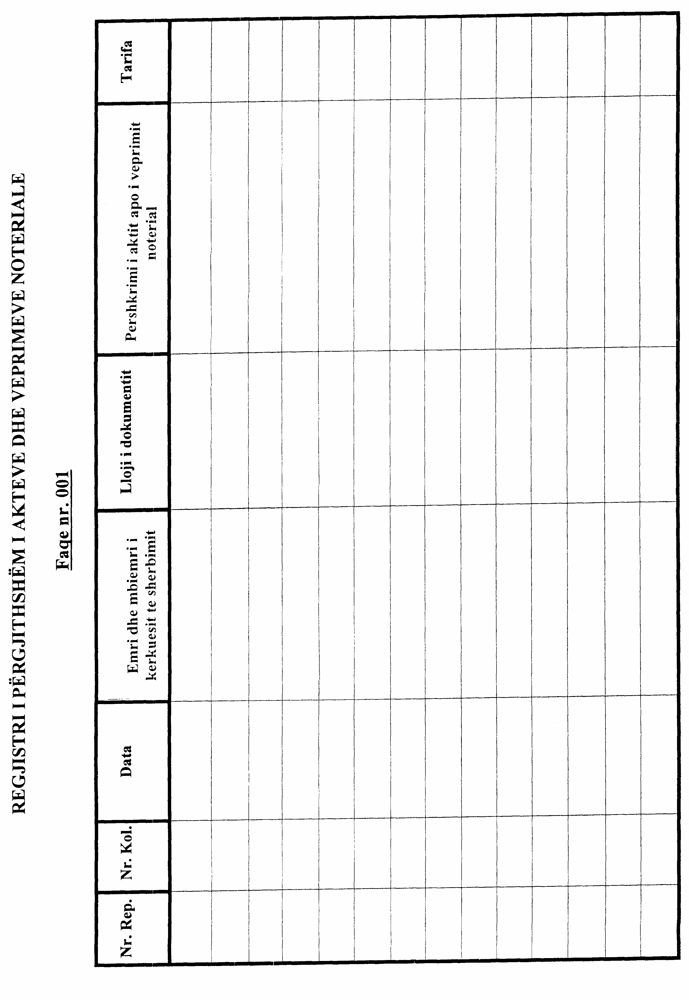 REGJISTRI I PËRGJITHSHËM I AKTEVE DHE VEPRIMEVE NOTERIALE
Faqe nr. 001
Nr. Rep.
Nr. Kol.
Data
Emri dhe mbiemri i
kerkuesit te sherbimit
Lloji i dokumentit
Pershkrimi i aktit apo i veprimit
noterial
Tarifa